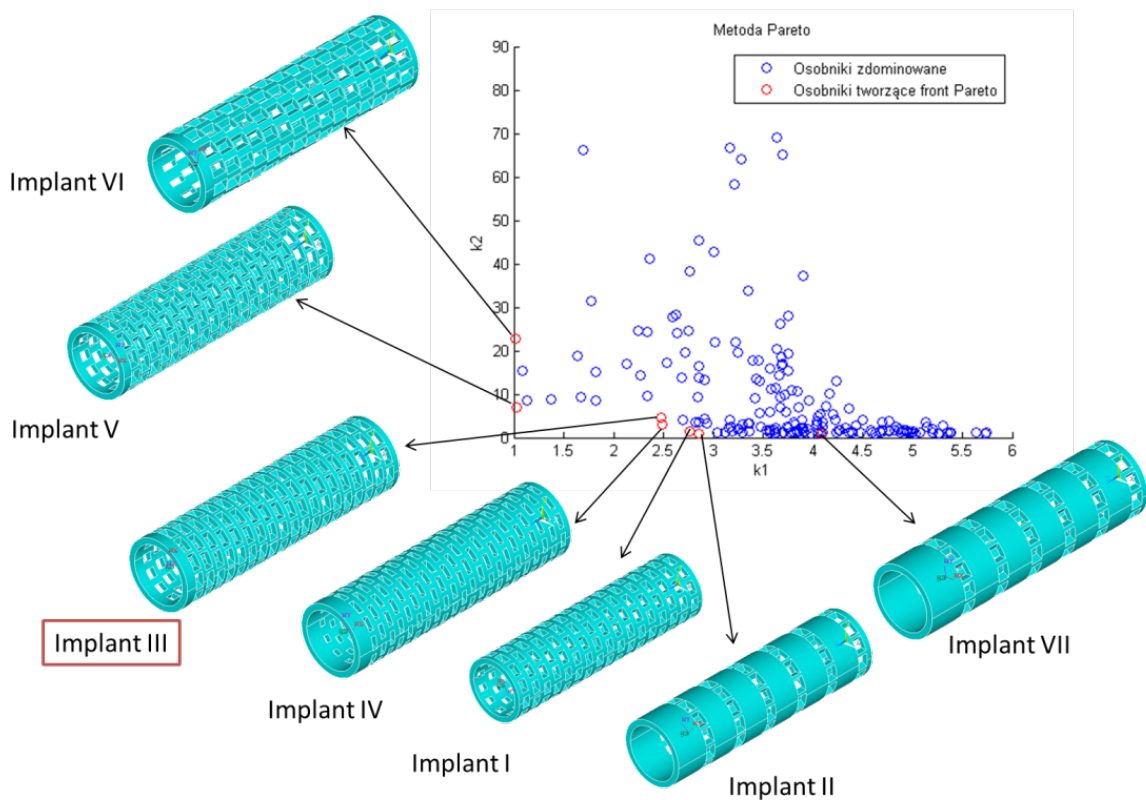 Metoda Pareto
Osobniki zdominowane
Osobniki tworzące front Pareto
90
80
70
60
50
40
30
20
10
0
k2
1
1.5
2
2.5
3
3.5
4
4.5
5
5.5
6
k1
Implant VI
Implant V
Implant III
Implant IV
Implant I
Implant II
Implant VII